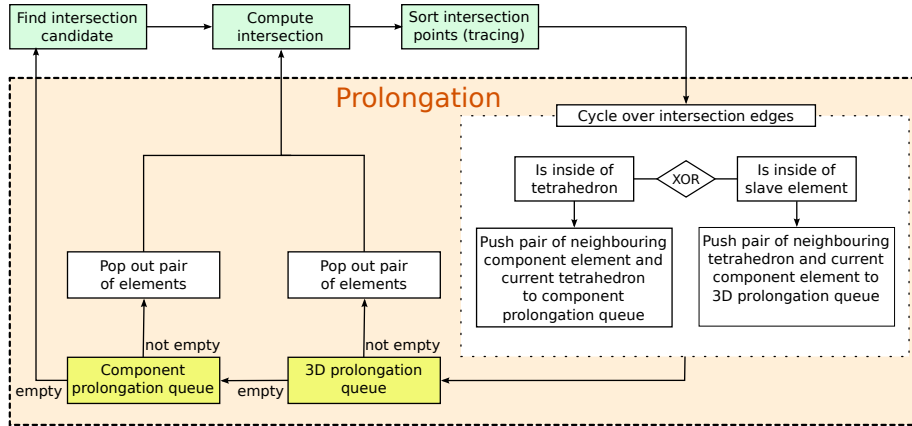 Find intersection
candidate
Compute
intersection
Sort intersection
points (tracing)
Prolongation
Cycle over intersection edges
Is inside of
tetrahedron
XOR
Is inside of
slave element
Push pair of neighbouring
component element and
current tetrahedron
to component
prolongation queue
Push pair of neighbouring
tetrahedron and current
component element to
3D prolongation queue
Pop out pair
of elements
Pop out pair
of elements
not empty
not empty
Component
prolongation queue
3D prolongation
queue
empty
empty